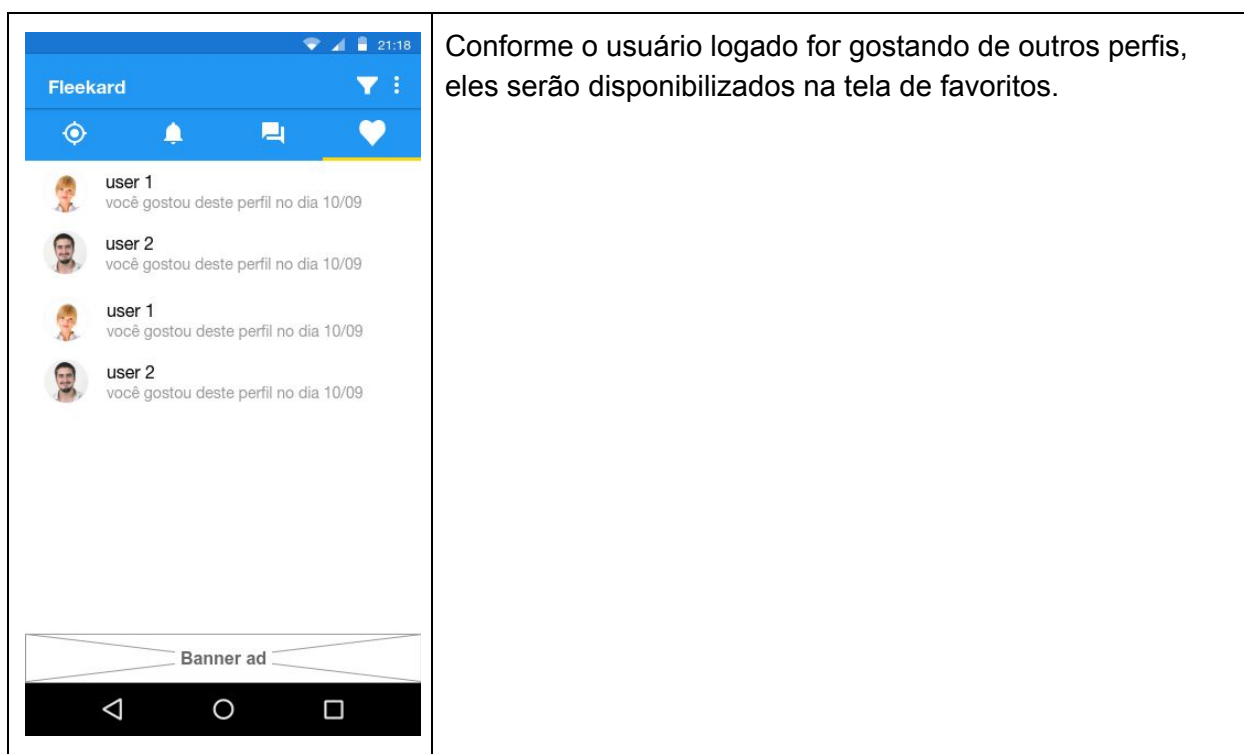 21:18
Fleekard
user 1
você gostou deste perfil no dia 10/09
user 2
você gostou deste perfil no dia 10/09
user 1
você gostou deste perfil no dia 10/09
user 2
você gostou deste perfil no dia 10/09
Banner ad
Conforme o usuário logado for gostando de outros perfis,
eles serão disponibilizados na tela de favoritos.